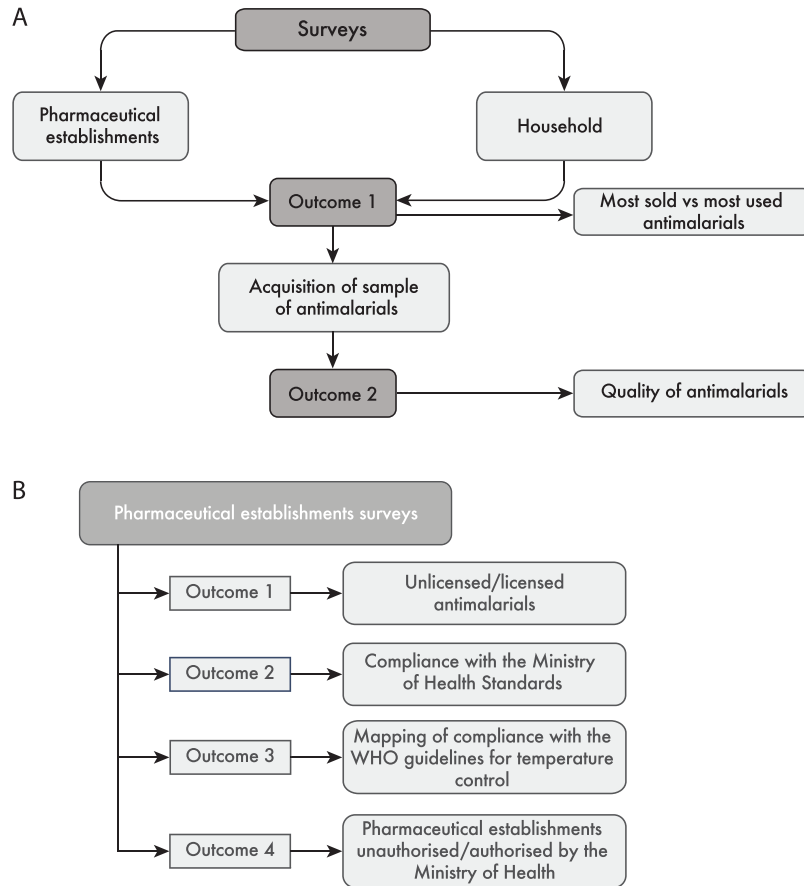 A
Surveys
Pharmaceutical
establishments
Household
Outcome 1
Most sold vs most used
antimalarials
Acquisition of sample
of antimalarials
Outcome 2
Quality of antimalarials
B
Pharmaceutical establishments surveys
Outcome 1
Unlicensed/licensed
antimalarials
Outcome 2
Compliance with the Ministry
of Health Standards
Outcome 3
Mapping of compliance with the
WHO guidelines for temperature
control
Outcome 4
Pharmaceutical establishments
unauthorised/authorised by the
Ministry of Health